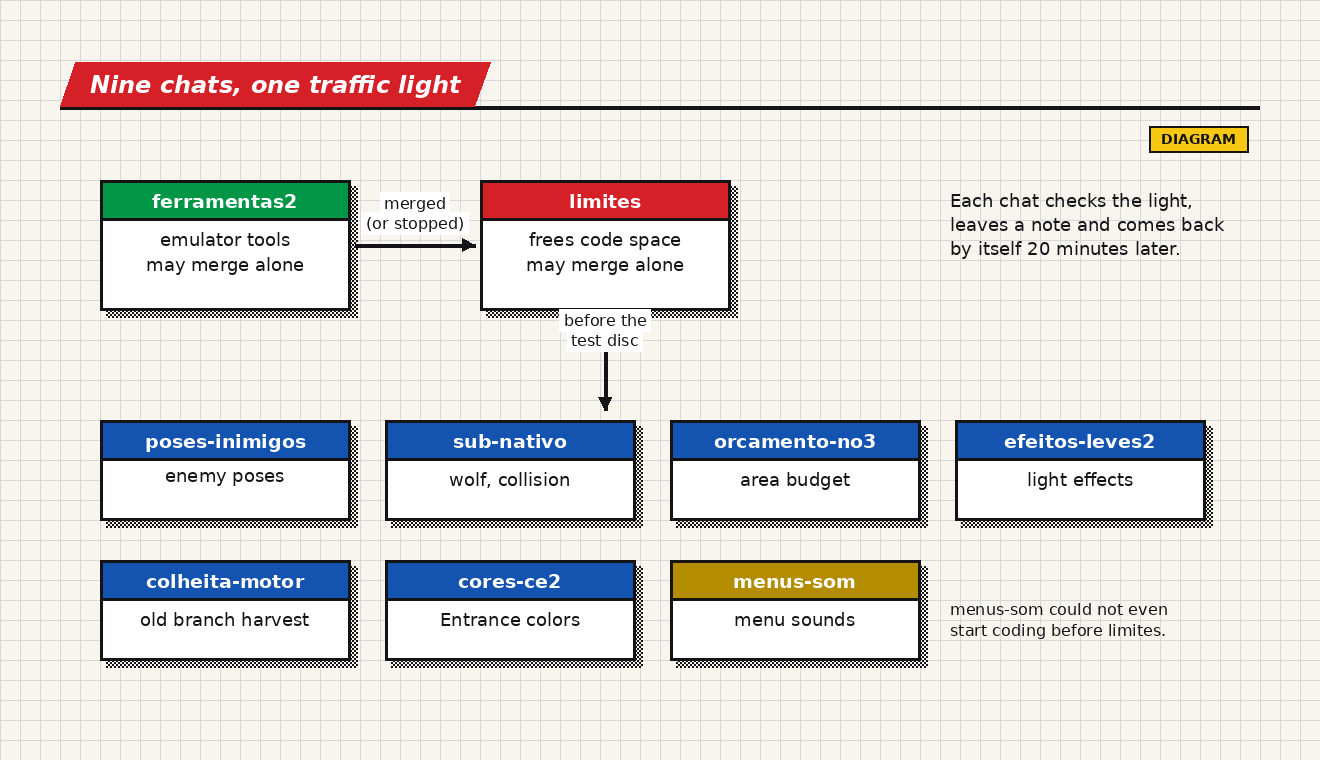 Nine chats, one traffic light
DIAGRAM
ferramentas2
emulator tools
may merge alone
merged
(or stopped)
limites
frees code space
may merge alone
Each chat checks the light,
leaves a note and comes back
by itself 20 minutes later.
before the
test disc
poses-inimigos
enemy poses
sub-nativo
wolf, collision
orcamento-no3
area budget
efeitos-leves2
light effects
colheita-motor
old branch harvest
cores-ce2
Entrance colors
menus-som
menu sounds
menus-som could not even
start coding before limites.